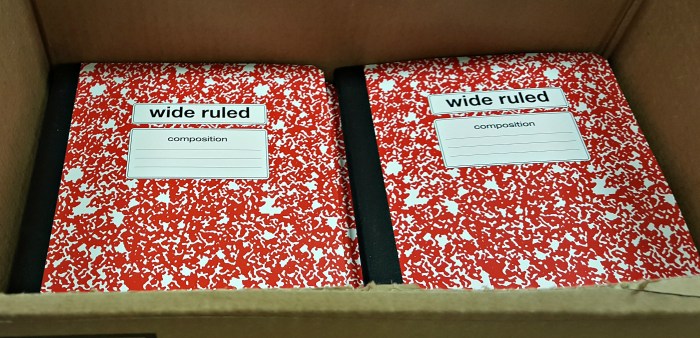 wide ruled
composition
wide ruled
composition